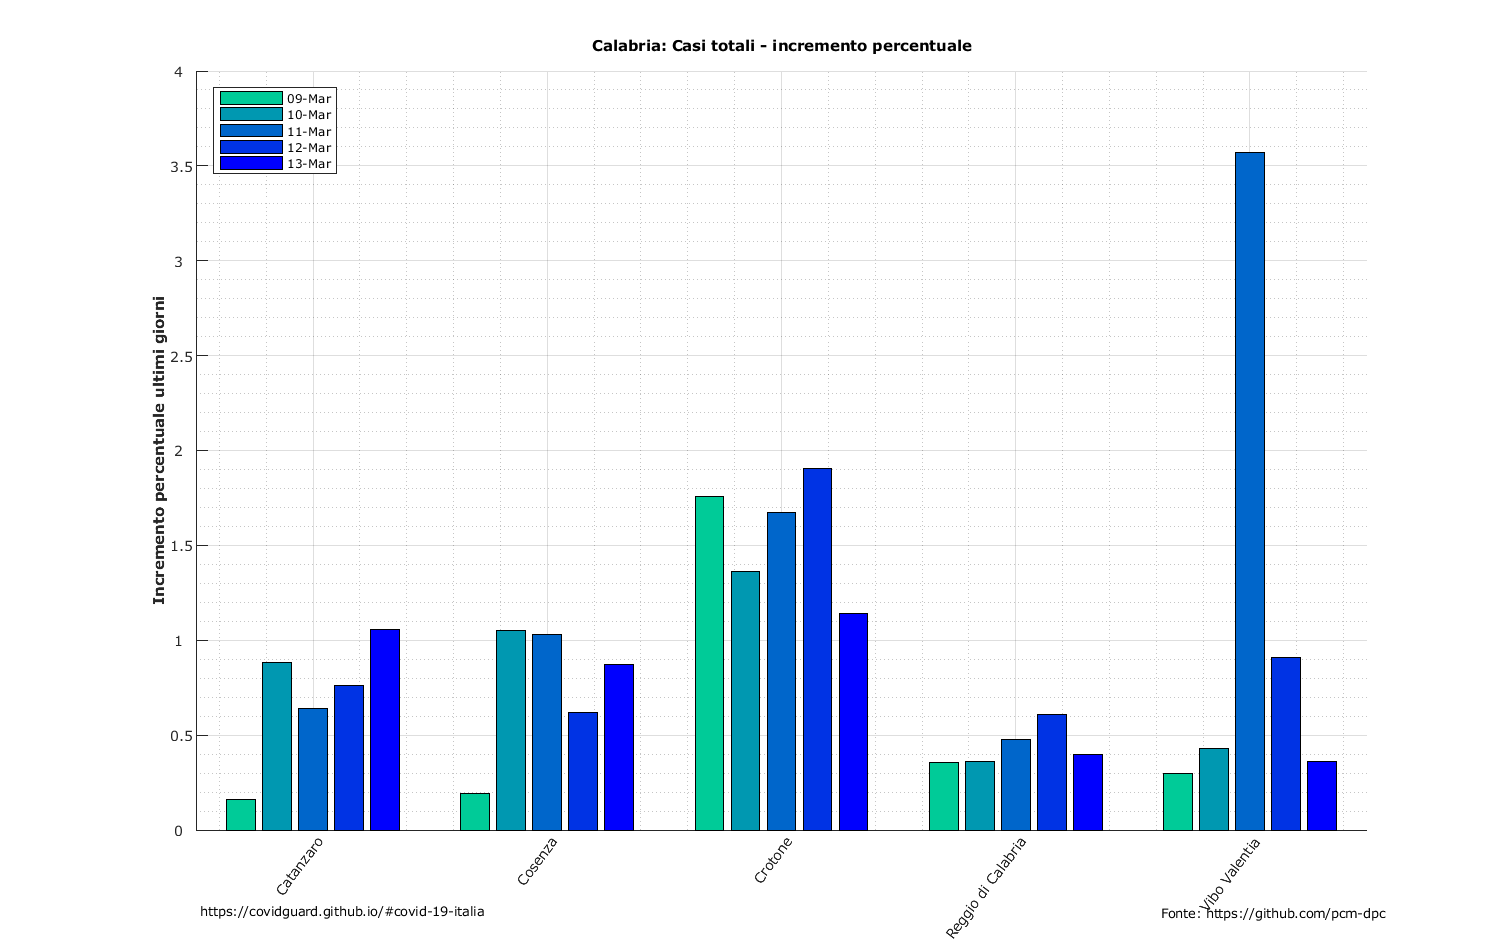 Calabria: Casi totali - incremento percentuale
4
3.5
3
2.5
2
1.5
1
0.5
0
Incremento percentuale ultimi giorni
09-Mar
10-Mar
11-Mar
12-Mar
13-Mar
Catanzaro
Cosenza
Crotone
Reggio di Calabria
Vibo Valentia
https://covidguard.github.io/#covid-19-italia
Fonte: https://github.com/pcm-dpc